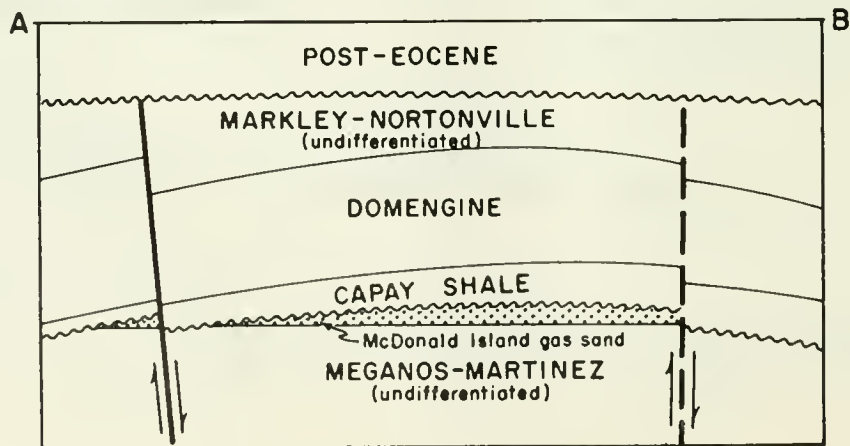 A B
POST-EOCENE
MARKLEY-NORTONVILLE
(undifferentiated)
DOMENGINE
CAPAY SHALE
McDonald Island gas sand
MEGANOS-MARTINEZ
(undifferentiated)